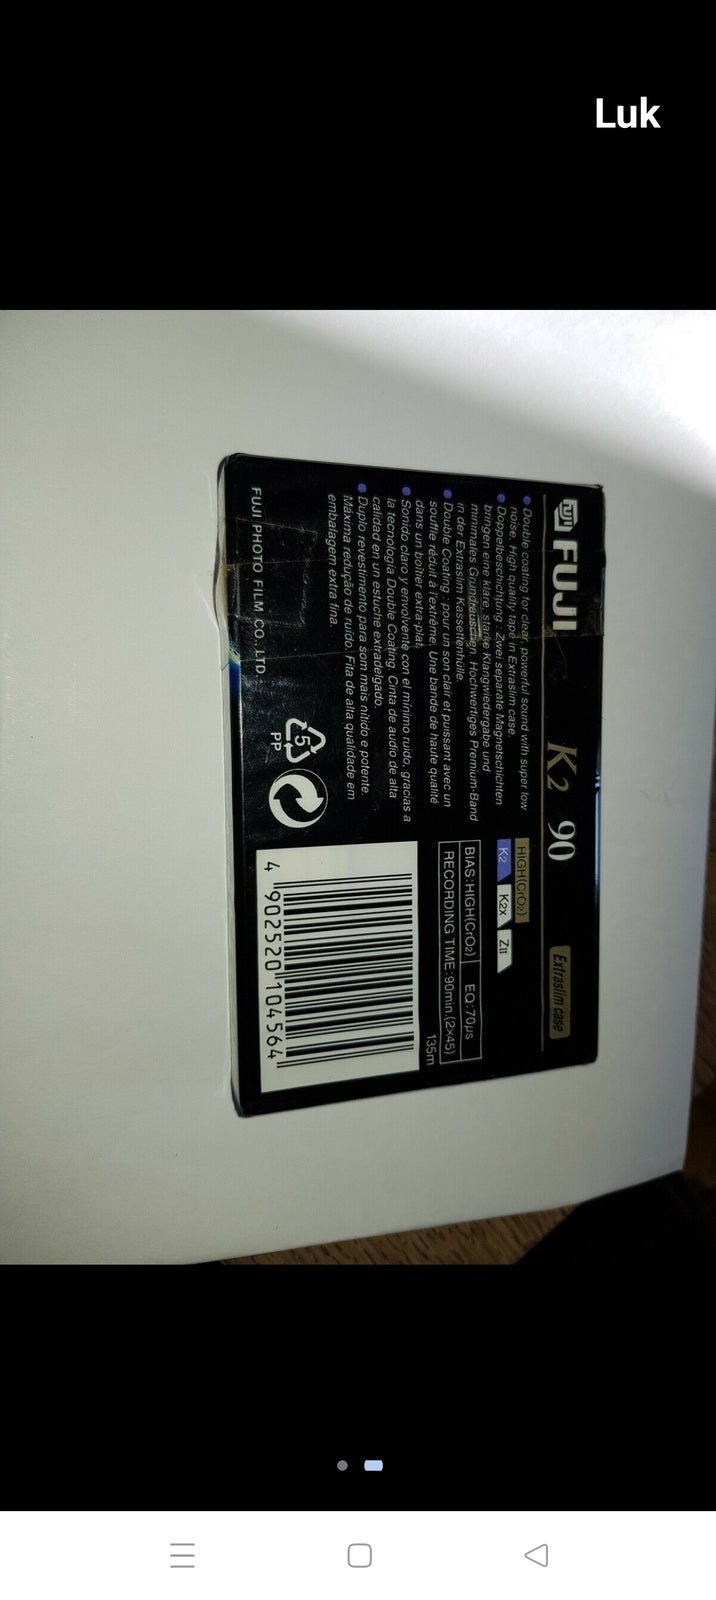 Luk
FUJI K2 90 Extraslim case
Double coating for clear, powerful sound with super low
noise. High quality tape in Extraslim case.
Doppelbeschichtung : Zwei separate Magnetschichten
bringen eine klare, starke Klangwiedergabe und
minimales Grundrauschen. Hochwertiges Premium-Band
in der Extraslim Kassettenhülle.
Double Coating : pour un son clair et puissant avec un
souffle réduit à l'extrême. Une bande de haute qualité
dans un boîtier extra-plat.
Sonido claro y envolvente con el mínimo ruido, gracias a
la tecnología Double Coating. Cinta de audio de alta
calidad en un estuche extradelgado.
Duplo revestimento para som mais nítido e potente.
Máxima redução de ruído. Fita de alta qualidade em
embalagem extra fina.
FUJI PHOTO FILM CO., LTD.
HIGH(CrO2)
K2 K2x ZII
BIAS:HIGH(CrO2) EQ:70µs
RECORDING TIME:90min.(2×45)
135m
5
PP
4 902520 104564